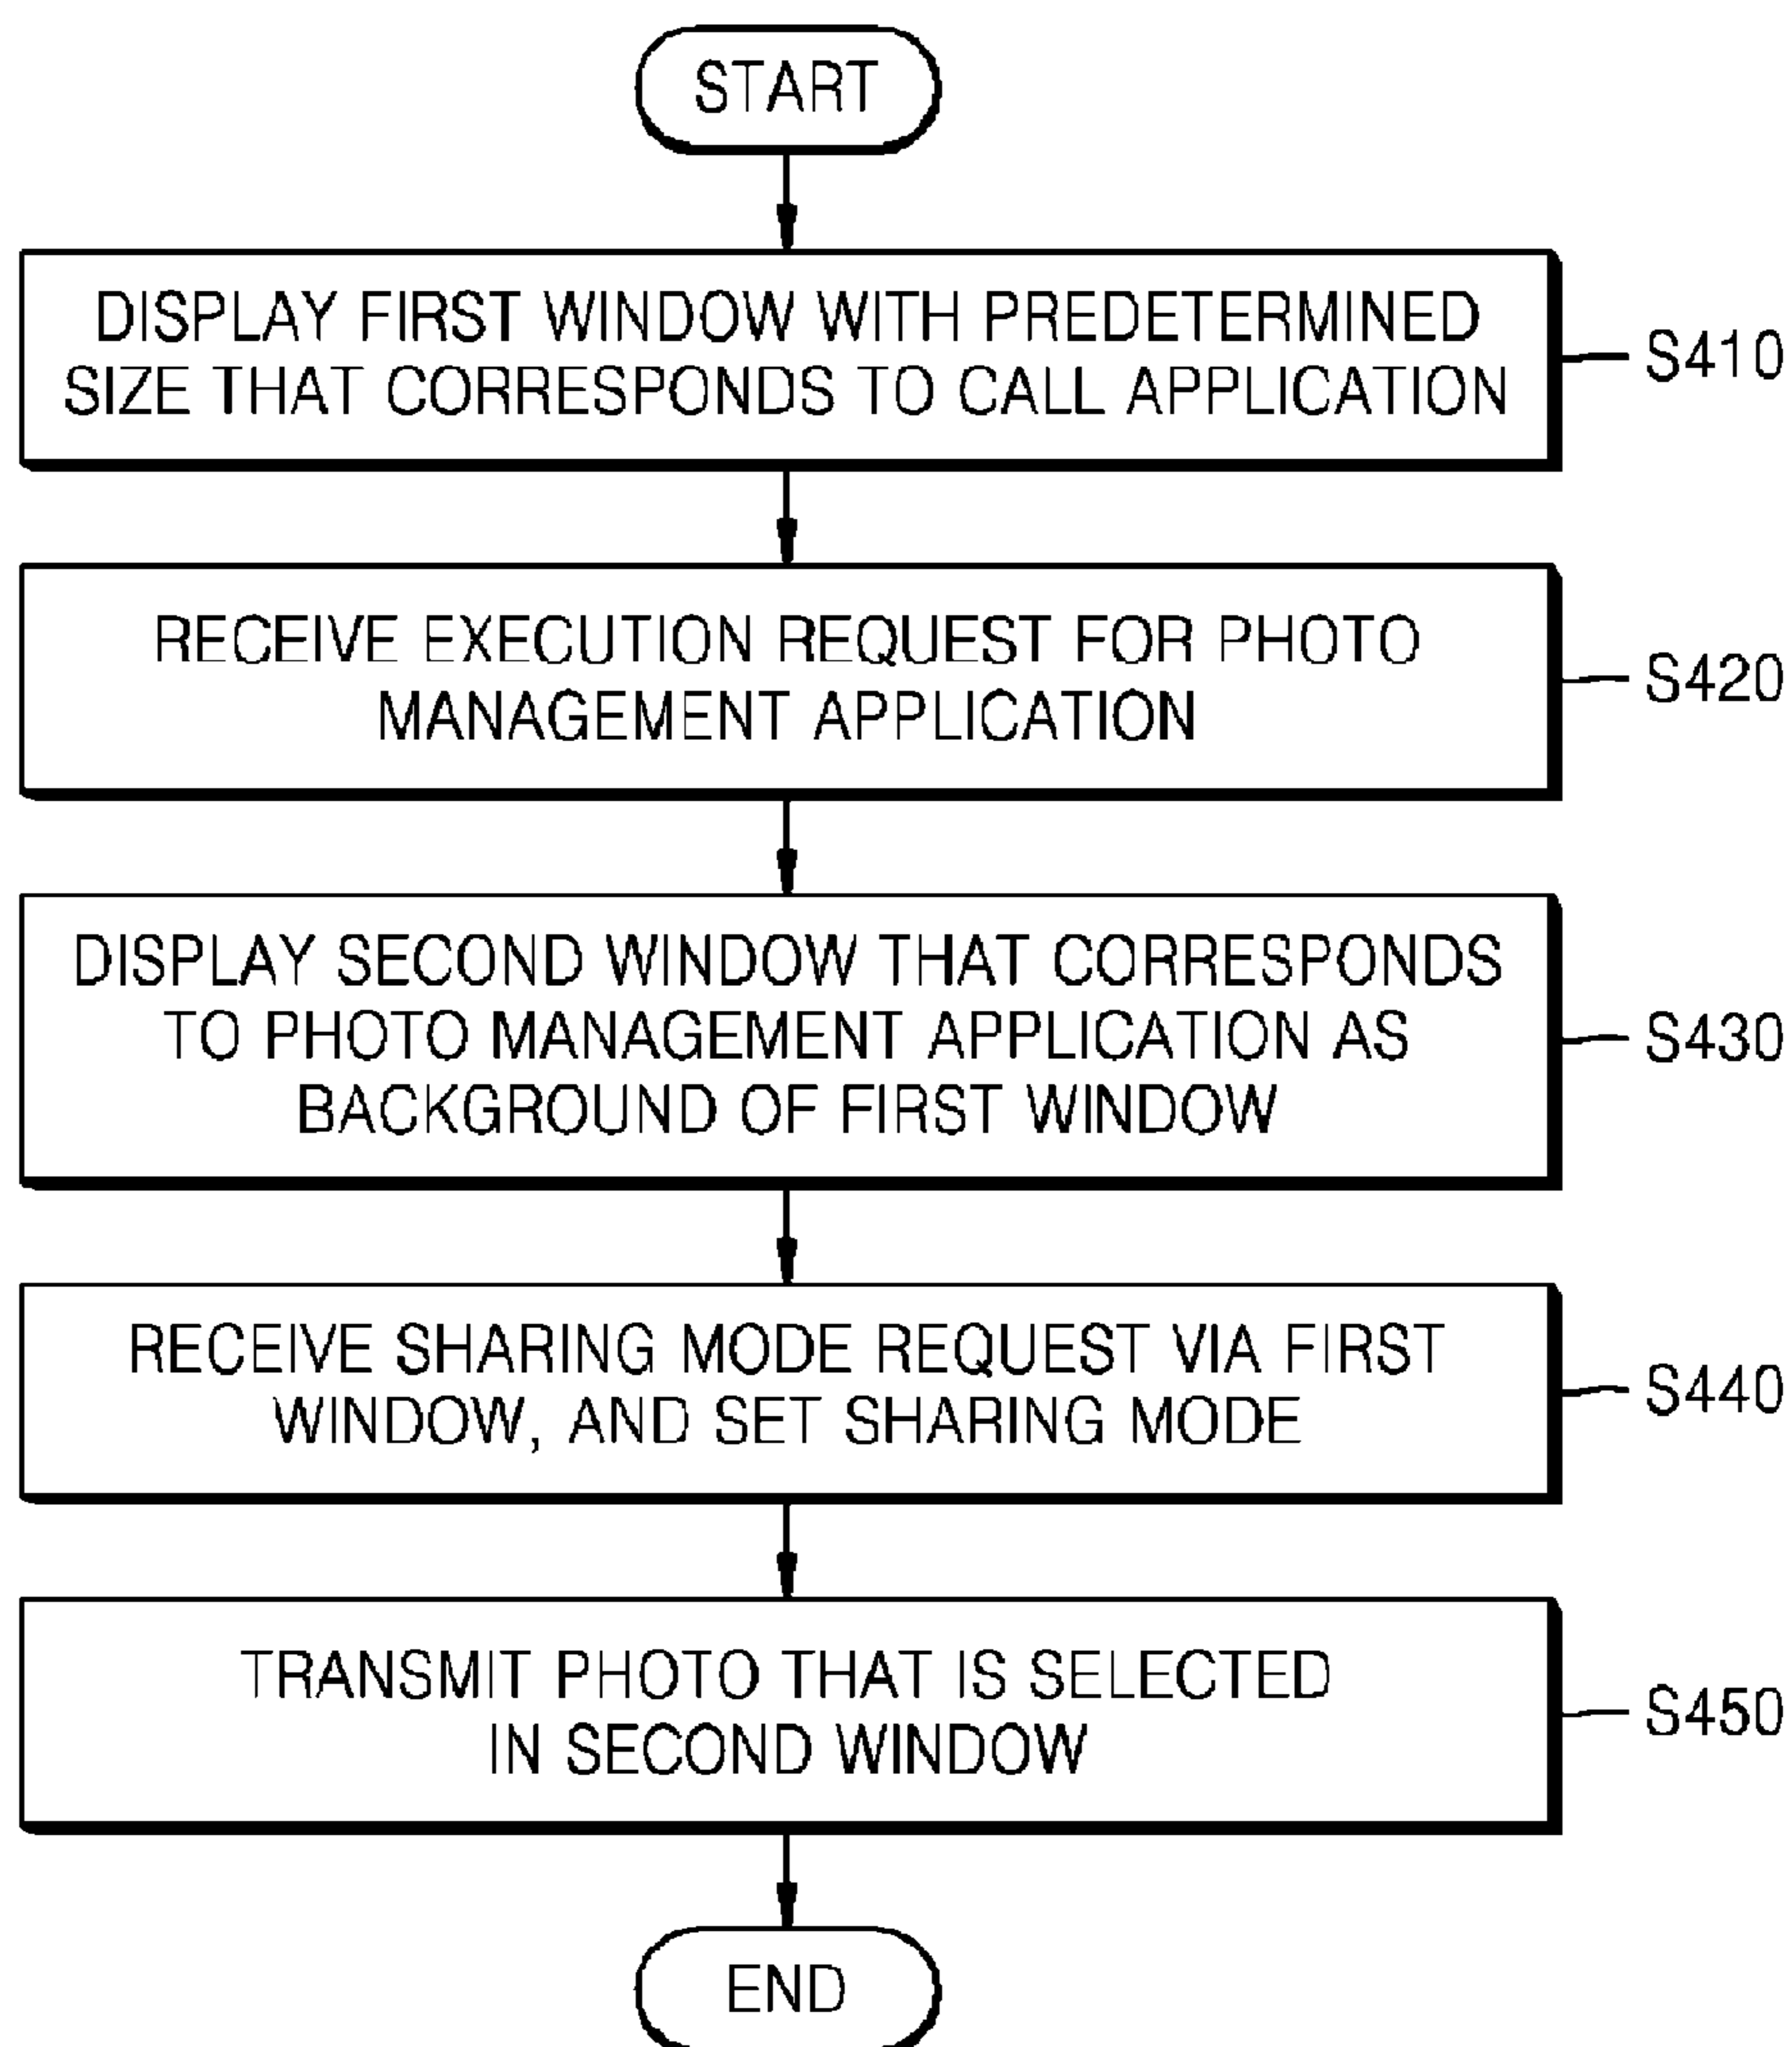 START
DISPLAY FIRST WINDOW WITH PREDETERMINED
SIZE THAT CORRESPONDS TO CALL APPLICATION
S410
RECEIVE EXECUTION REQUEST FOR PHOTO
MANAGEMENT APPLICATION
S420
DISPLAY SECOND WINDOW THAT CORRESPONDS
TO PHOTO MANAGEMENT APPLICATION AS
BACKGROUND OF FIRST WINDOW
S430
RECEIVE SHARING MODE REQUEST VIA FIRST
WINDOW, AND SET SHARING MODE
S440
TRANSMIT PHOTO THAT IS SELECTED
IN SECOND WINDOW
S450
END